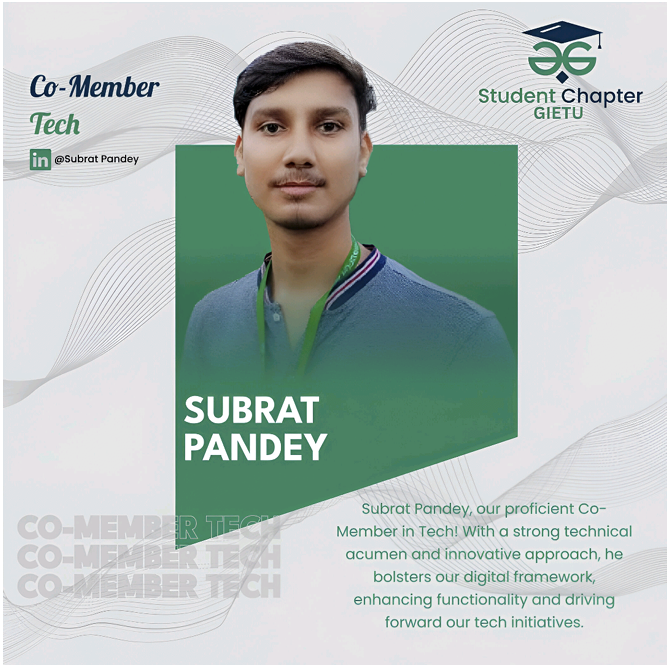 Co-Member
Tech
in @Subrat Pandey
Student Chapter
GIETU
SUBRAT
PANDEY
CO-MEMBER TECH
CO-MEMBER TECH
CO-MEMBER TECH
Subrat Pandey, our proficient Co-
Member in Tech! With a strong technical
acumen and innovative approach, he
bolsters our digital framework,
enhancing functionality and driving
forward our tech initiatives.